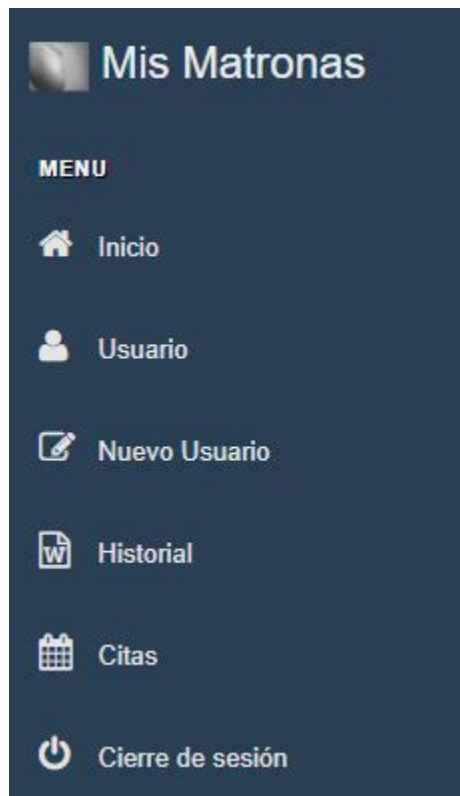 Mis Matronas
MENU
Inicio
Usuario
Nuevo Usuario
W
Historial
Citas
Cierre de sesión